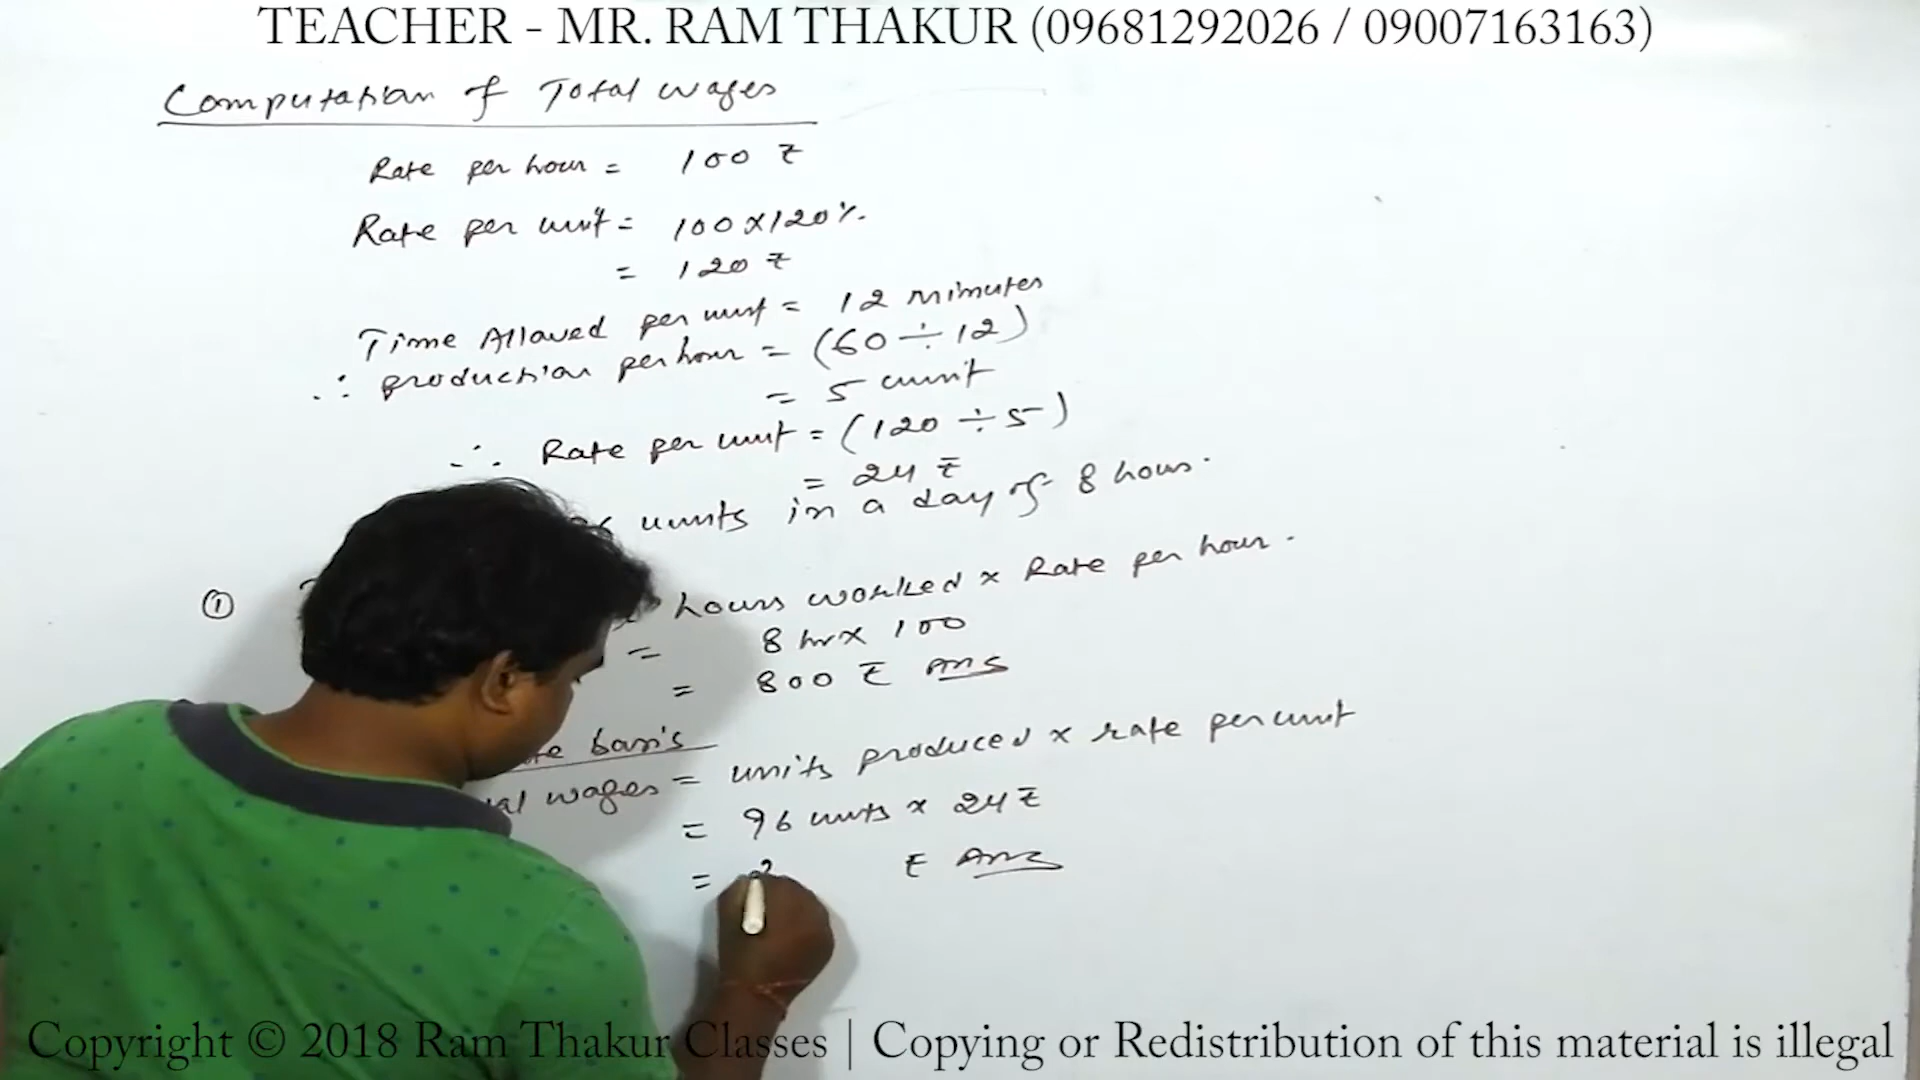 TEACHER - MR. RAM THAKUR (09681292026 / 09007163163)
Computation of Total wages
Rate per hour = 100 ₹
Rate per unit = 100 x 120%
= 120 ₹
Time Allowed per unit = 12 minutes
∴ production per hour = (60 ÷ 12)
= 5 unit
∴ Rate per unit = (120 ÷ 5)
= 24 ₹
units in a day of 8 hours.
① hours worked x Rate per hour.
= 8 hr x 100
= 800 ₹ Ans
basis
wages = units produced x rate per unit
= 96 units x 24 ₹
= 2 ₹ Ans
Copyright © 2018 Ram Thakur Classes | Copying or Redistribution of this material is illegal